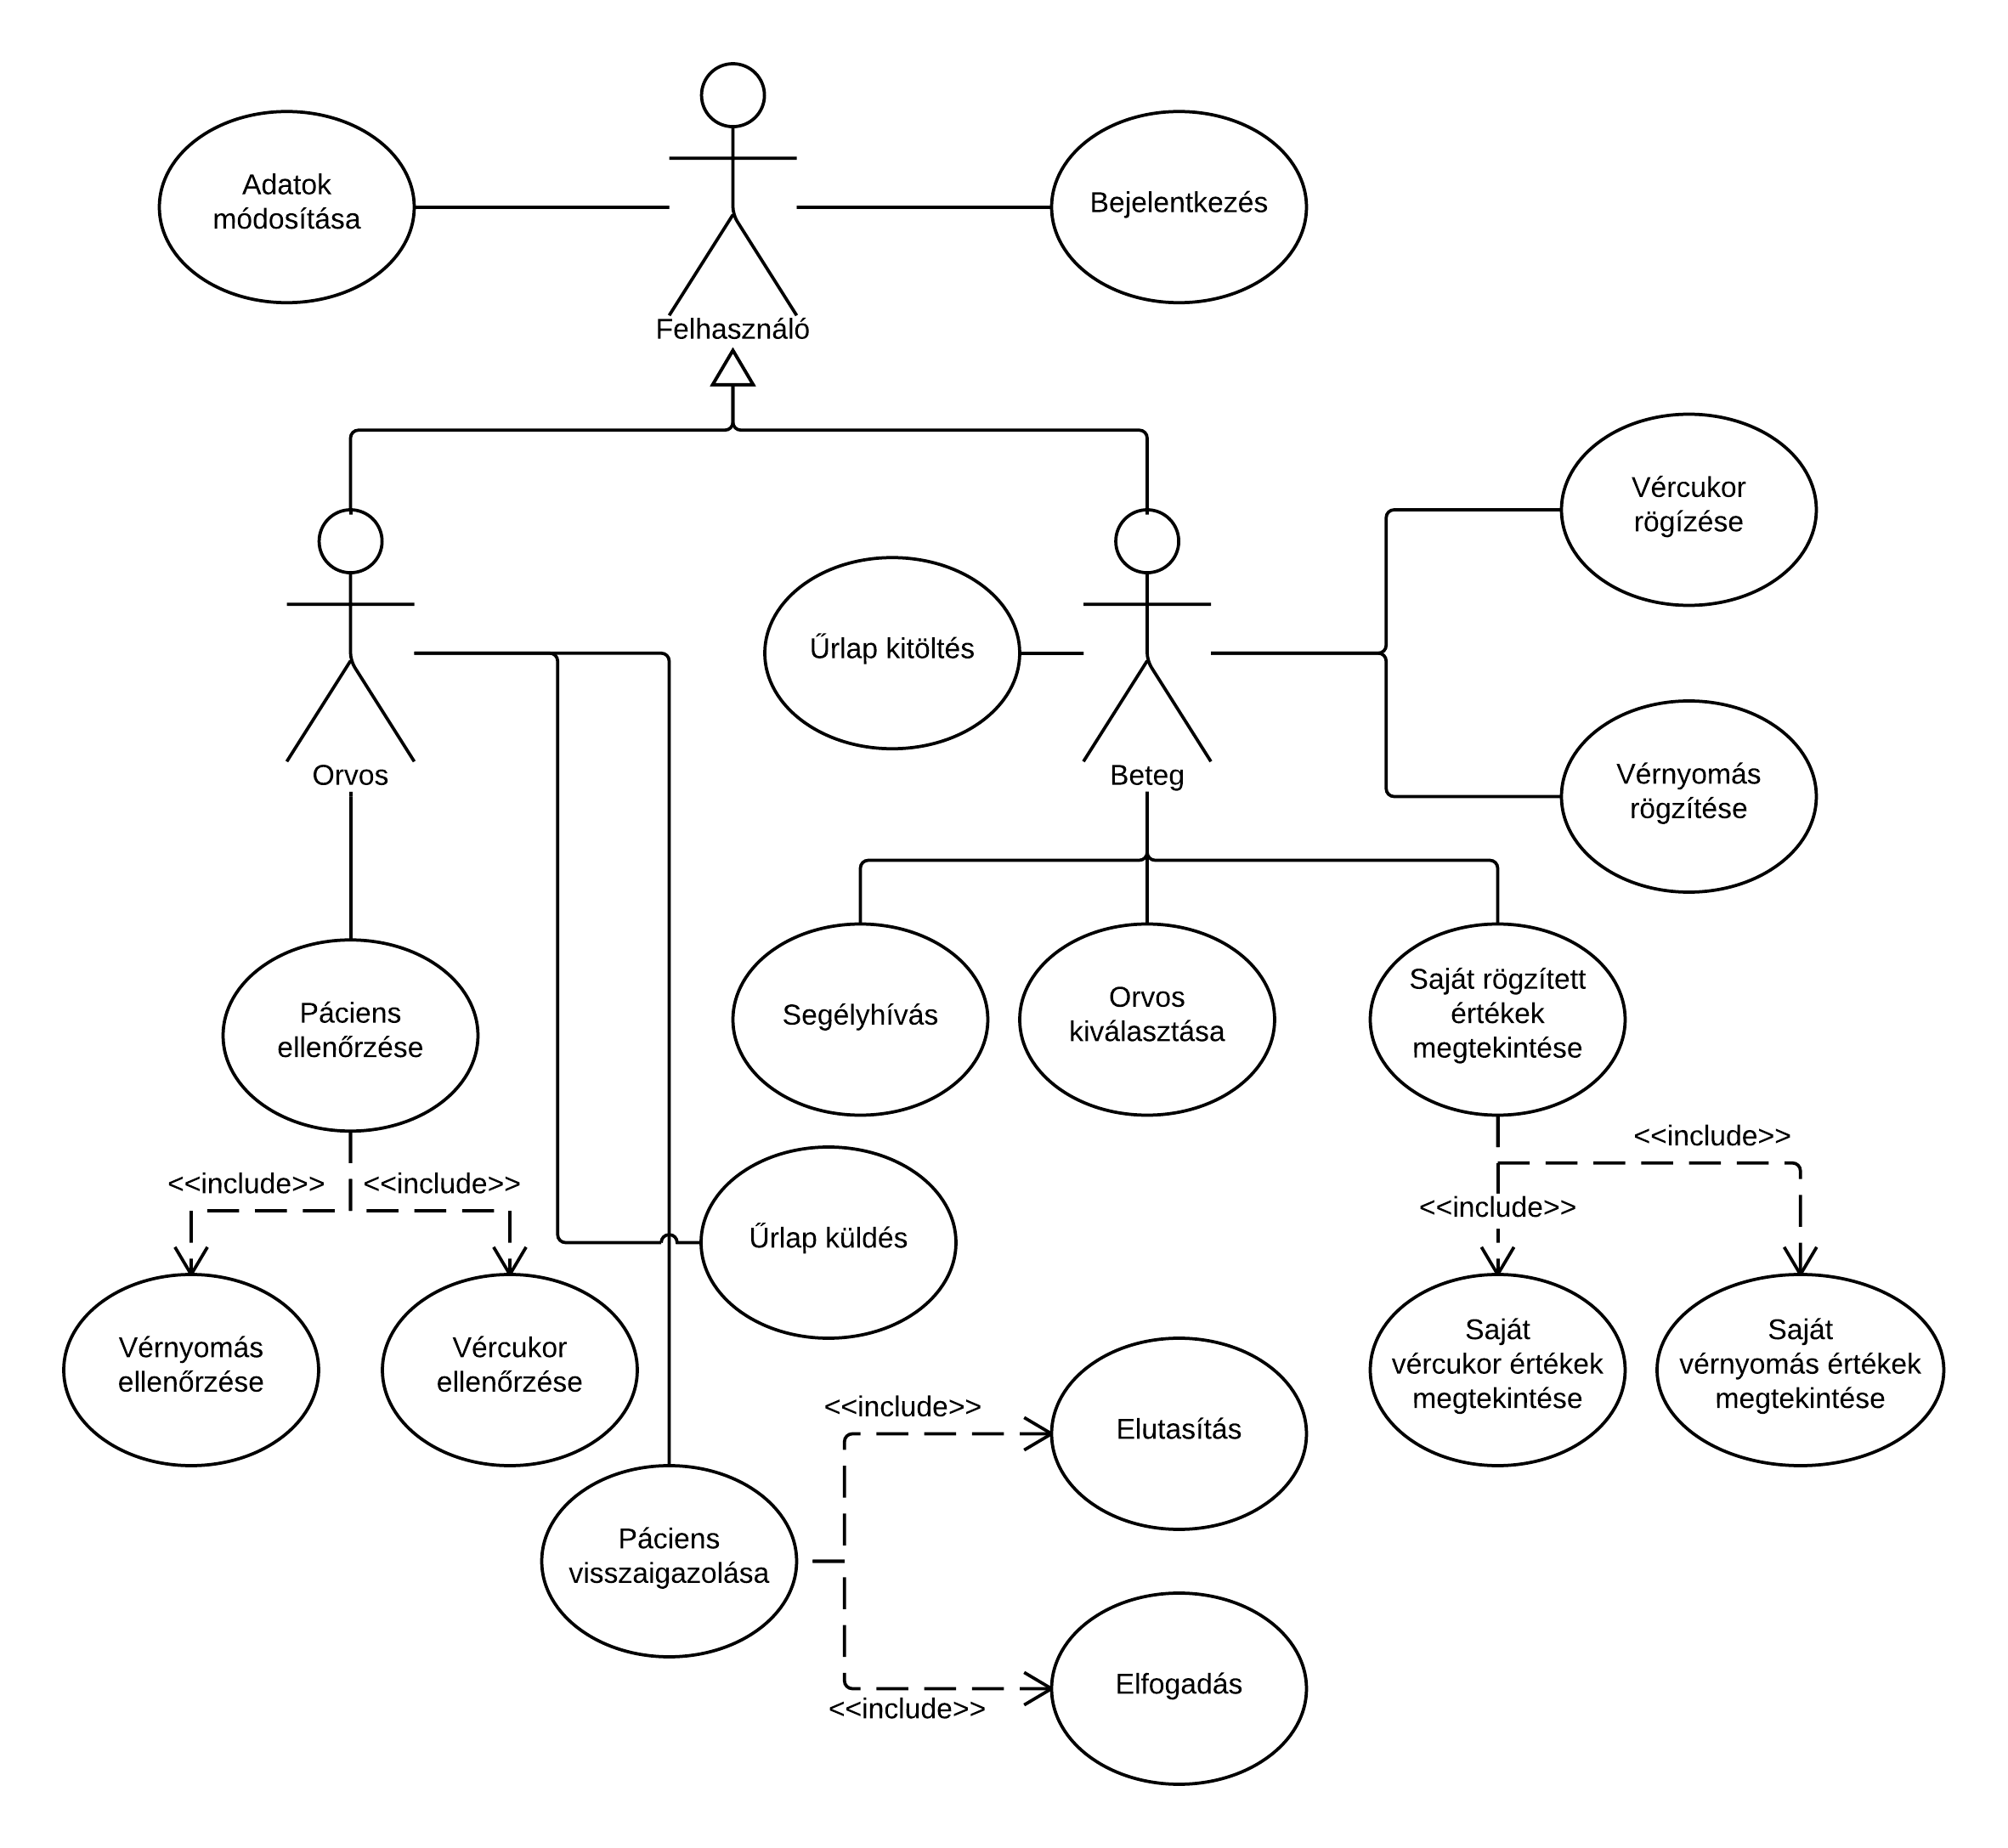 Adatok
módosítása
Bejelentkezés
Felhasználó
Vércukor
rögízése
Űrlap kitöltés
Vérnyomás
rögzítése
Orvos
Beteg
Páciens
ellenőrzése
Segélyhívás
Orvos
kiválasztása
Saját rögzített
értékek
megtekintése
<<include>>
<<include>>
<<include>>
<<include>>
Űrlap küldés
Vérnyomás
ellenőrzése
Vércukor
ellenőrzése
Saját
vércukor értékek
megtekintése
Saját
vérnyomás értékek
megtekintése
<<include>>
Elutasítás
Páciens
visszaigazolása
Elfogadás
<<include>>